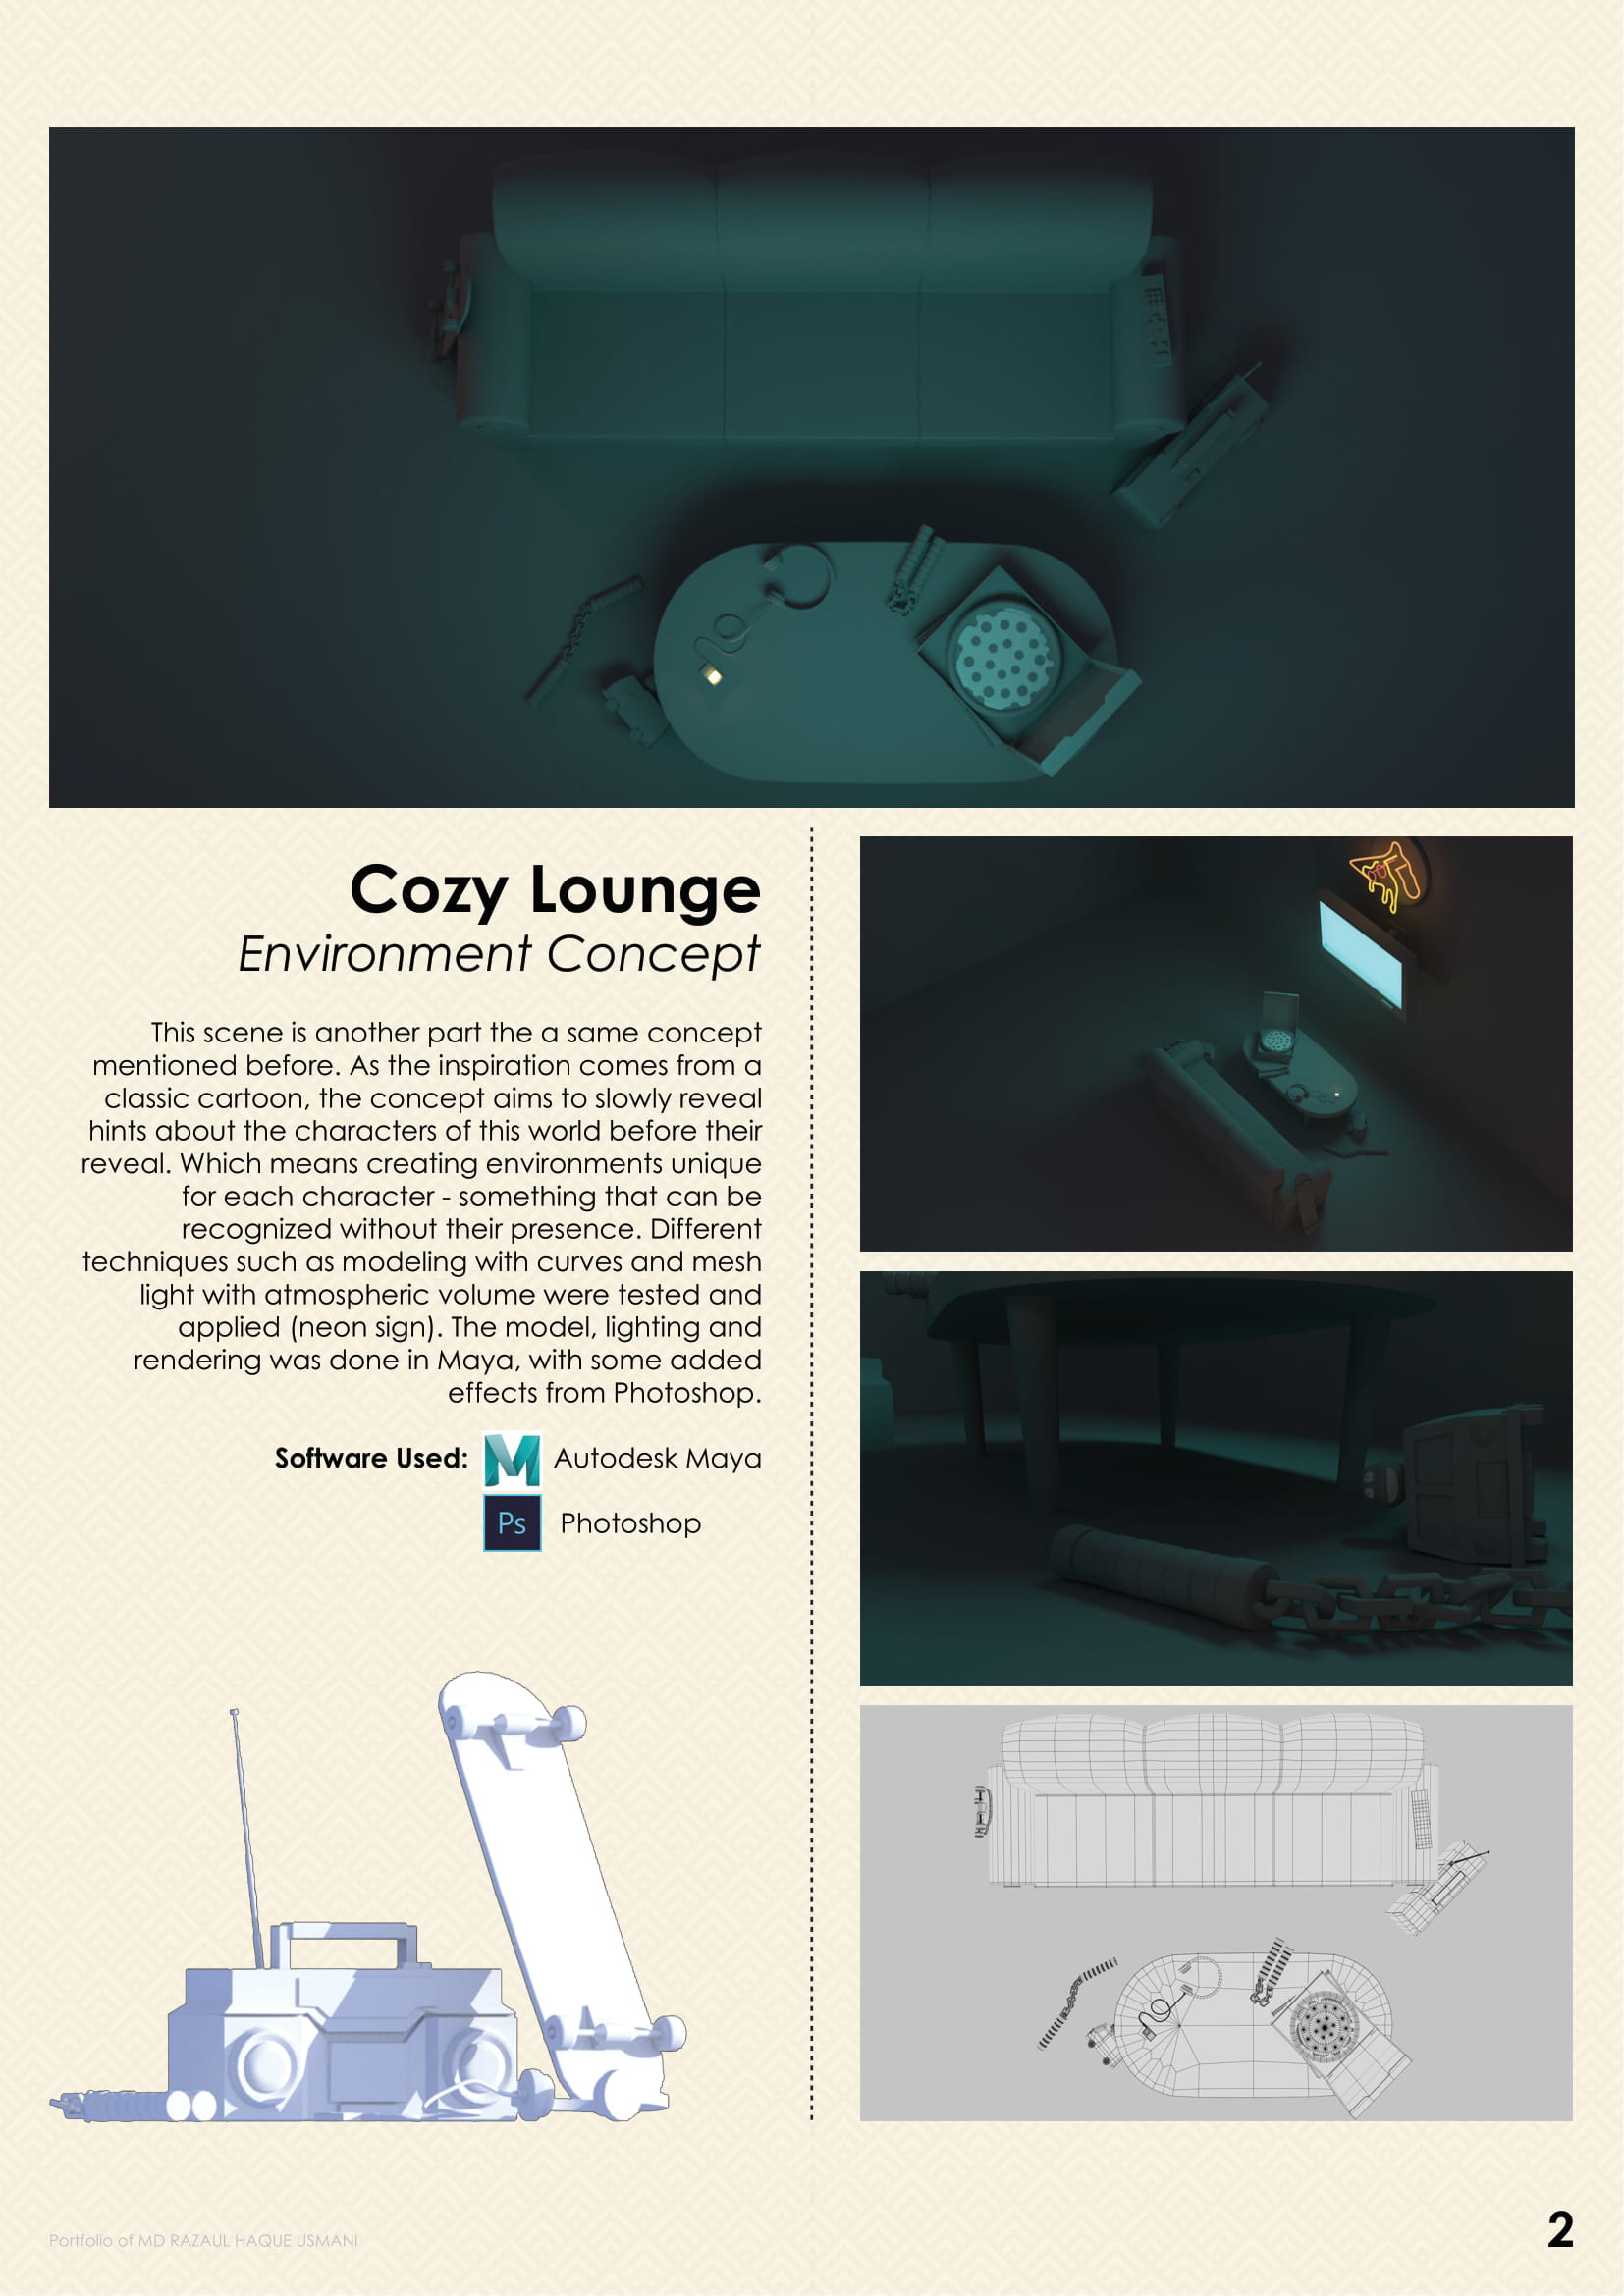 Cozy Lounge
Environment Concept
This scene is another part the a same concept
mentioned before. As the inspiration comes from a
classic cartoon, the concept aims to slowly reveal
hints about the characters of this world before their
reveal. Which means creating environments unique
for each character - something that can be
recognized without their presence. Different
techniques such as modeling with curves and mesh
light with atmospheric volume were tested and
applied (neon sign). The model, lighting and
rendering was done in Maya, with some added
effects from Photoshop.
Software Used: M Autodesk Maya
Ps Photoshop
Portfolio of MD RAZAUL HAQUE USMANI
2